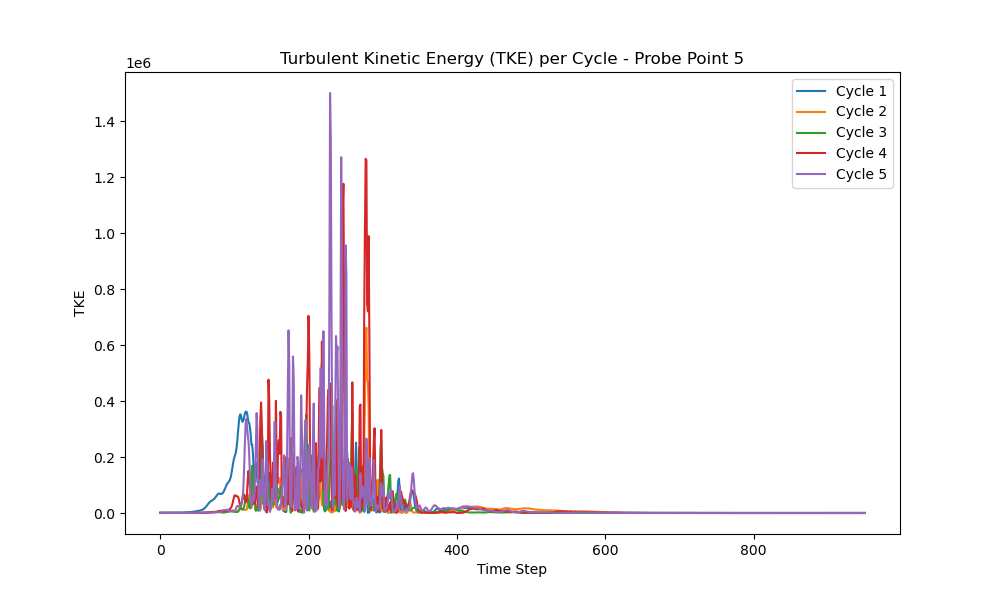 Turbulent Kinetic Energy (TKE) per Cycle - Probe Point 5
1e6
Cycle 1
Cycle 2
Cycle 3
Cycle 4
Cycle 5
1.4
1.2
1.0
0.8
0.6
0.4
0.2
0.0
TKE
0 200 400 600 800
Time Step